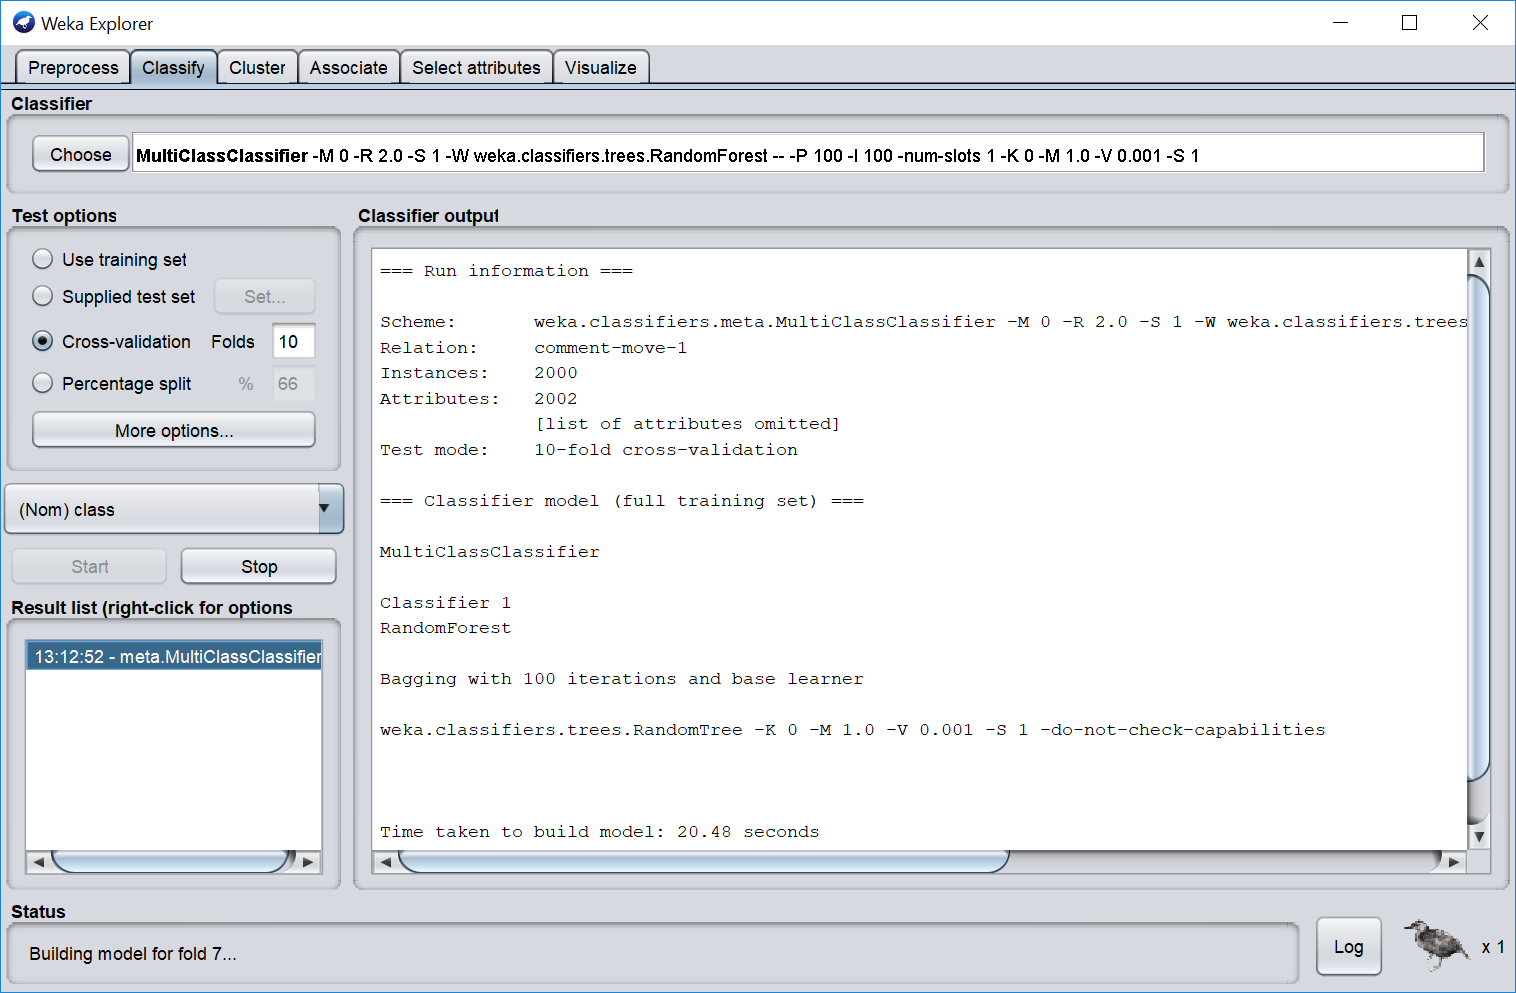 Weka Explorer
Preprocess Classify Cluster Associate Select attributes Visualize
Classifier
Choose MultiClassClassifier -M 0 -R 2.0 -S 1 -W weka.classifiers.trees.RandomForest -- -P 100 -I 100 -num-slots 1 -K 0 -M 1.0 -V 0.001 -S 1
Test options
Use training set
Supplied test set Set...
Cross-validation Folds 10
Percentage split % 66
More options...
(Nom) class
Start Stop
Result list (right-click for options
13:12:52 - meta.MultiClassClassifier
Classifier output
=== Run information ===
Scheme: weka.classifiers.meta.MultiClassClassifier -M 0 -R 2.0 -S 1 -W weka.classifiers.trees
Relation: comment-move-1
Instances: 2000
Attributes: 2002
[list of attributes omitted]
Test mode: 10-fold cross-validation
=== Classifier model (full training set) ===
MultiClassClassifier
Classifier 1
RandomForest
Bagging with 100 iterations and base learner
weka.classifiers.trees.RandomTree -K 0 -M 1.0 -V 0.001 -S 1 -do-not-check-capabilities
Time taken to build model: 20.48 seconds
Status
Building model for fold 7...
Log x 1